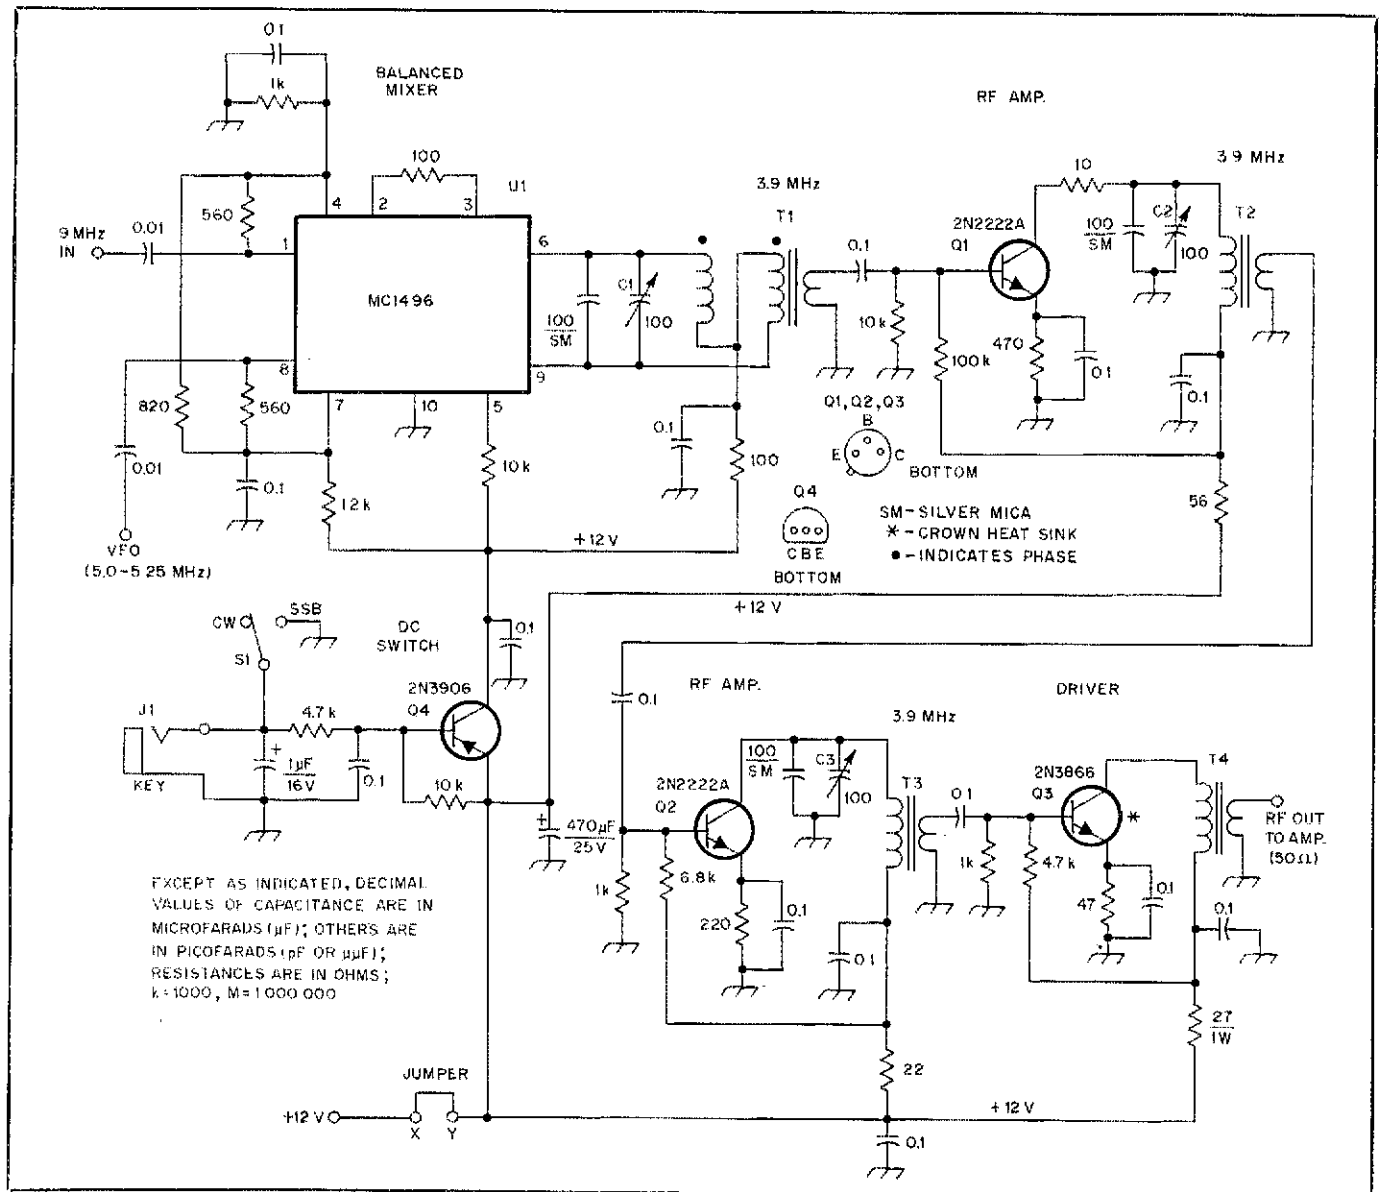 01
1k
BALANCED
MIXER
RF AMP.
100
U1
3.9 MHz
10
3 9 MHz
4
2
3
560
T1
2N2222A
Q1
100
SM
C2
100
T2
9 MHz
IN
0.01
1
6
0.1
MC1496
100
SM
C1
100
10k
100k
470
0.1
8
9
820
560
7
10
5
0.1
Q1, Q2, Q3
B
E
C
BOTTOM
0.1
0.01
0.1
12k
10k
100
Q4
CBE
BOTTOM
SM-SILVER MICA
* - CROWN HEAT SINK
● - INDICATES PHASE
56
VFO
(5.0-5 25 MHz)
+12V
+12 V
CW
SSB
S1
DC
SWITCH
0.1
2N3906
Q4
RF AMP.
DRIVER
0.1
3.9 MHz
J1
KEY
4.7k
+
1µF
16V
0.1
10k
+
470µF
25V
2N2222A
Q2
100
SM
C3
100
T3
0 1
2N3866
Q3
*
T4
RF OUT
TO AMP.
(50Ω)
1k
6.8k
220
0.1
0.1
1k
4.7k
47
0.1
0.1
EXCEPT AS INDICATED, DECIMAL
VALUES OF CAPACITANCE ARE IN
MICROFARADS (µF); OTHERS ARE
IN PICOFARADS (pF OR µµF);
RESISTANCES ARE IN OHMS;
k=1000, M=1 000 000
27
1W
22
JUMPER
+12 V
X
Y
+12 V
0.1